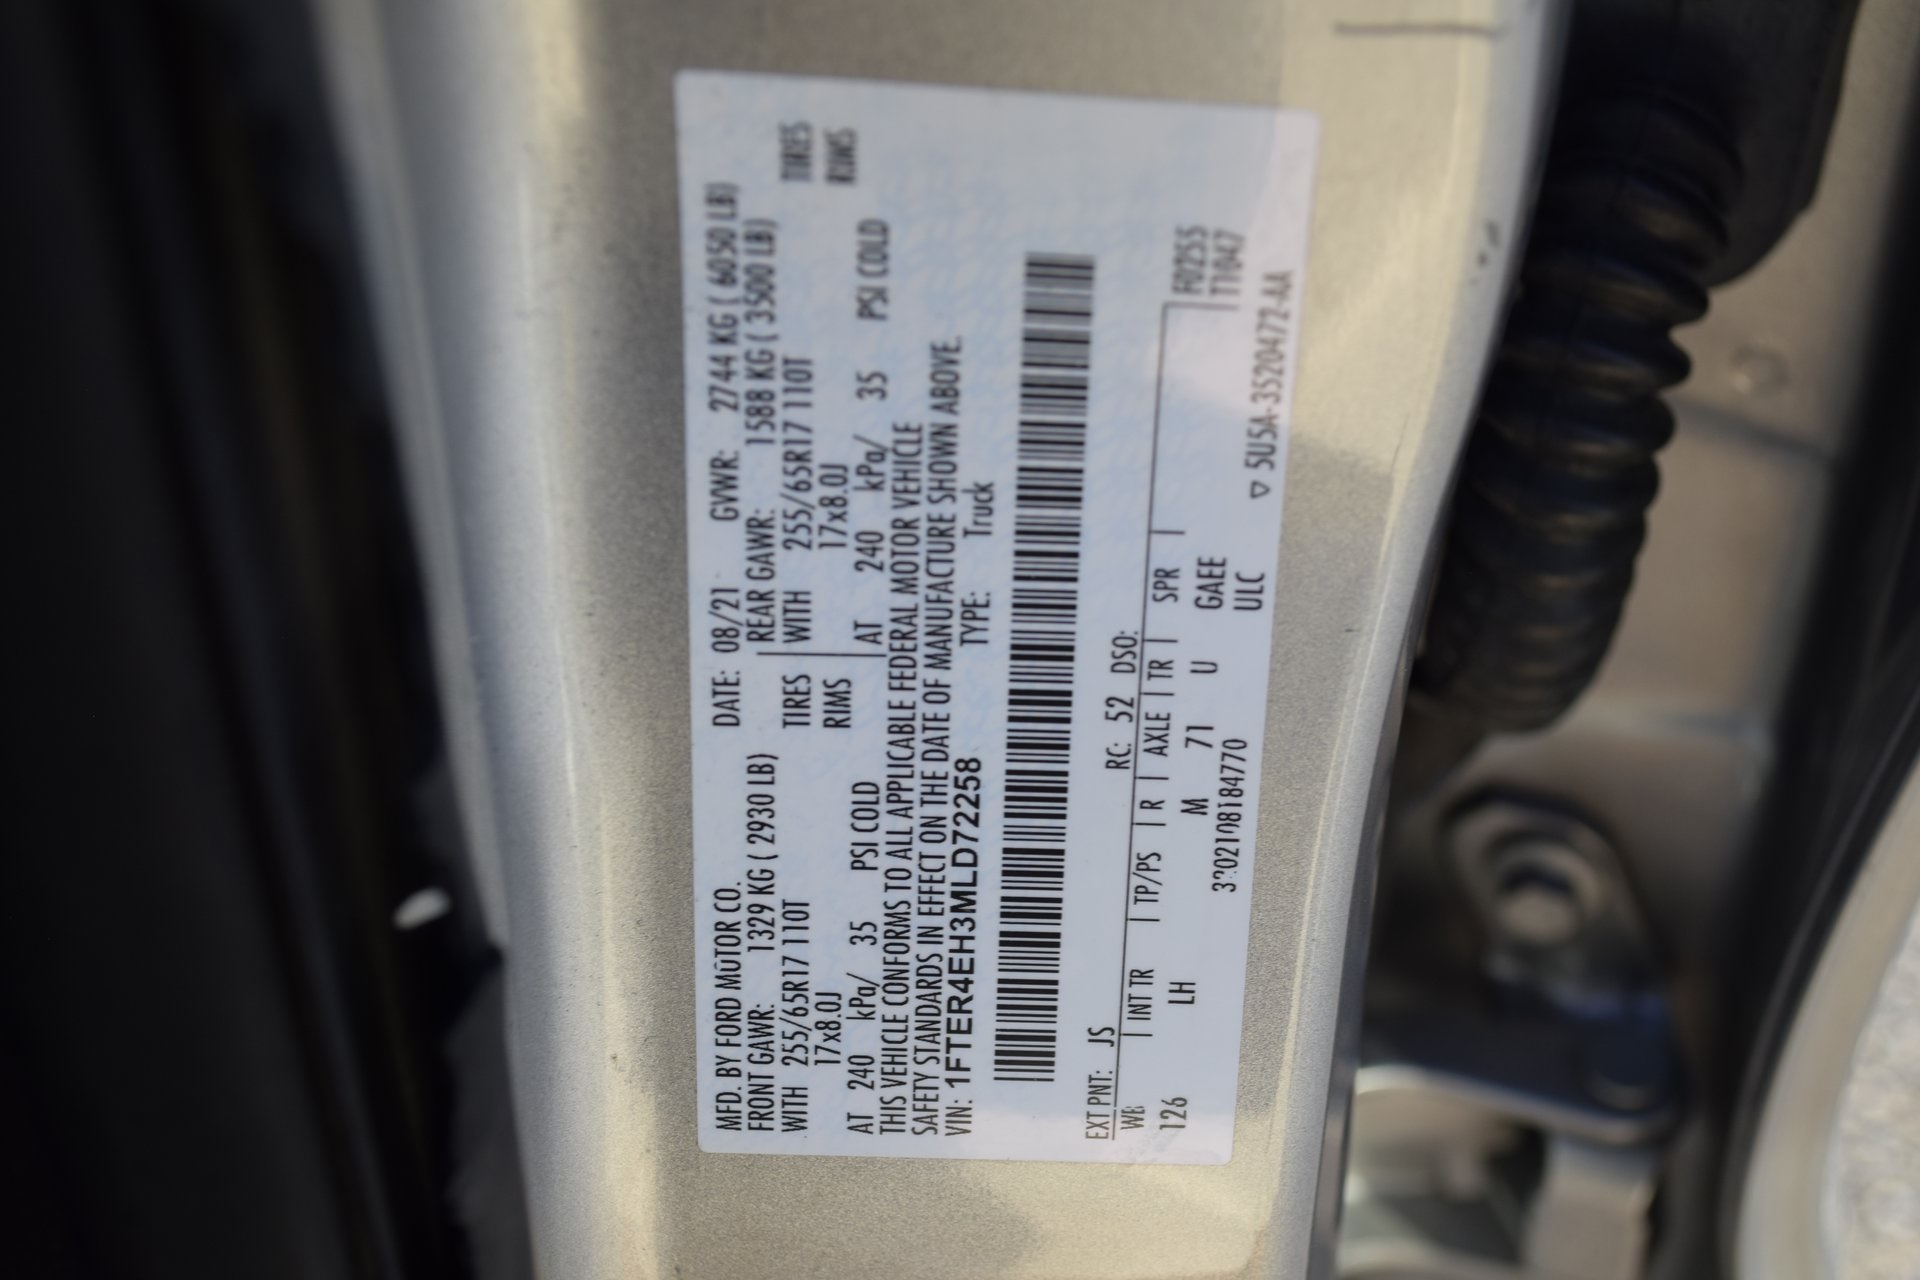 MFD. BY FORD MOTOR CO. DATE: 08/21 GVWR: 2744 KG ( 6050 LB)
FRONT GAWR: 1329 KG ( 2930 LB) REAR GAWR: 1588 KG ( 3500 LB)
WITH 255/65R17 110T TIRES WITH 255/65R17 110T TIRES
17x8.0J RIMS 17x8.0J RIMS
AT 240 kPa/ 35 PSI COLD AT 240 kPa/ 35 PSI COLD
THIS VEHICLE CONFORMS TO ALL APPLICABLE FEDERAL MOTOR VEHICLE
SAFETY STANDARDS IN EFFECT ON THE DATE OF MANUFACTURE SHOWN ABOVE.
VIN: 1FTER4EH3MLD72258 TYPE: Truck
EXT PNT: JS RC: 52 DSO:
WB INT TR TP/PS R AXLE TR SPR F0255
126 LH M 71 U GAEE T1047
ULC
▽ 5U5A-3520472-AA